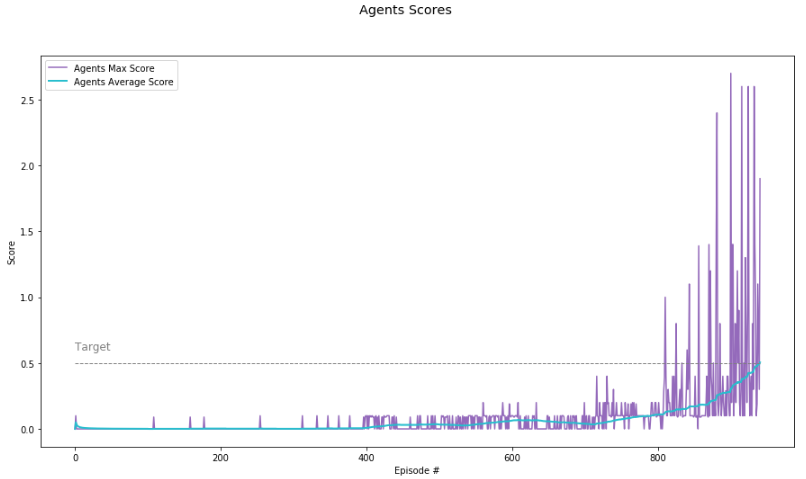 Agents Scores
Agents Max Score
Agents Average Score
2.5
2.0
1.5
1.0
0.5
0.0
Score
Target
0
200
400
600
800
Episode #